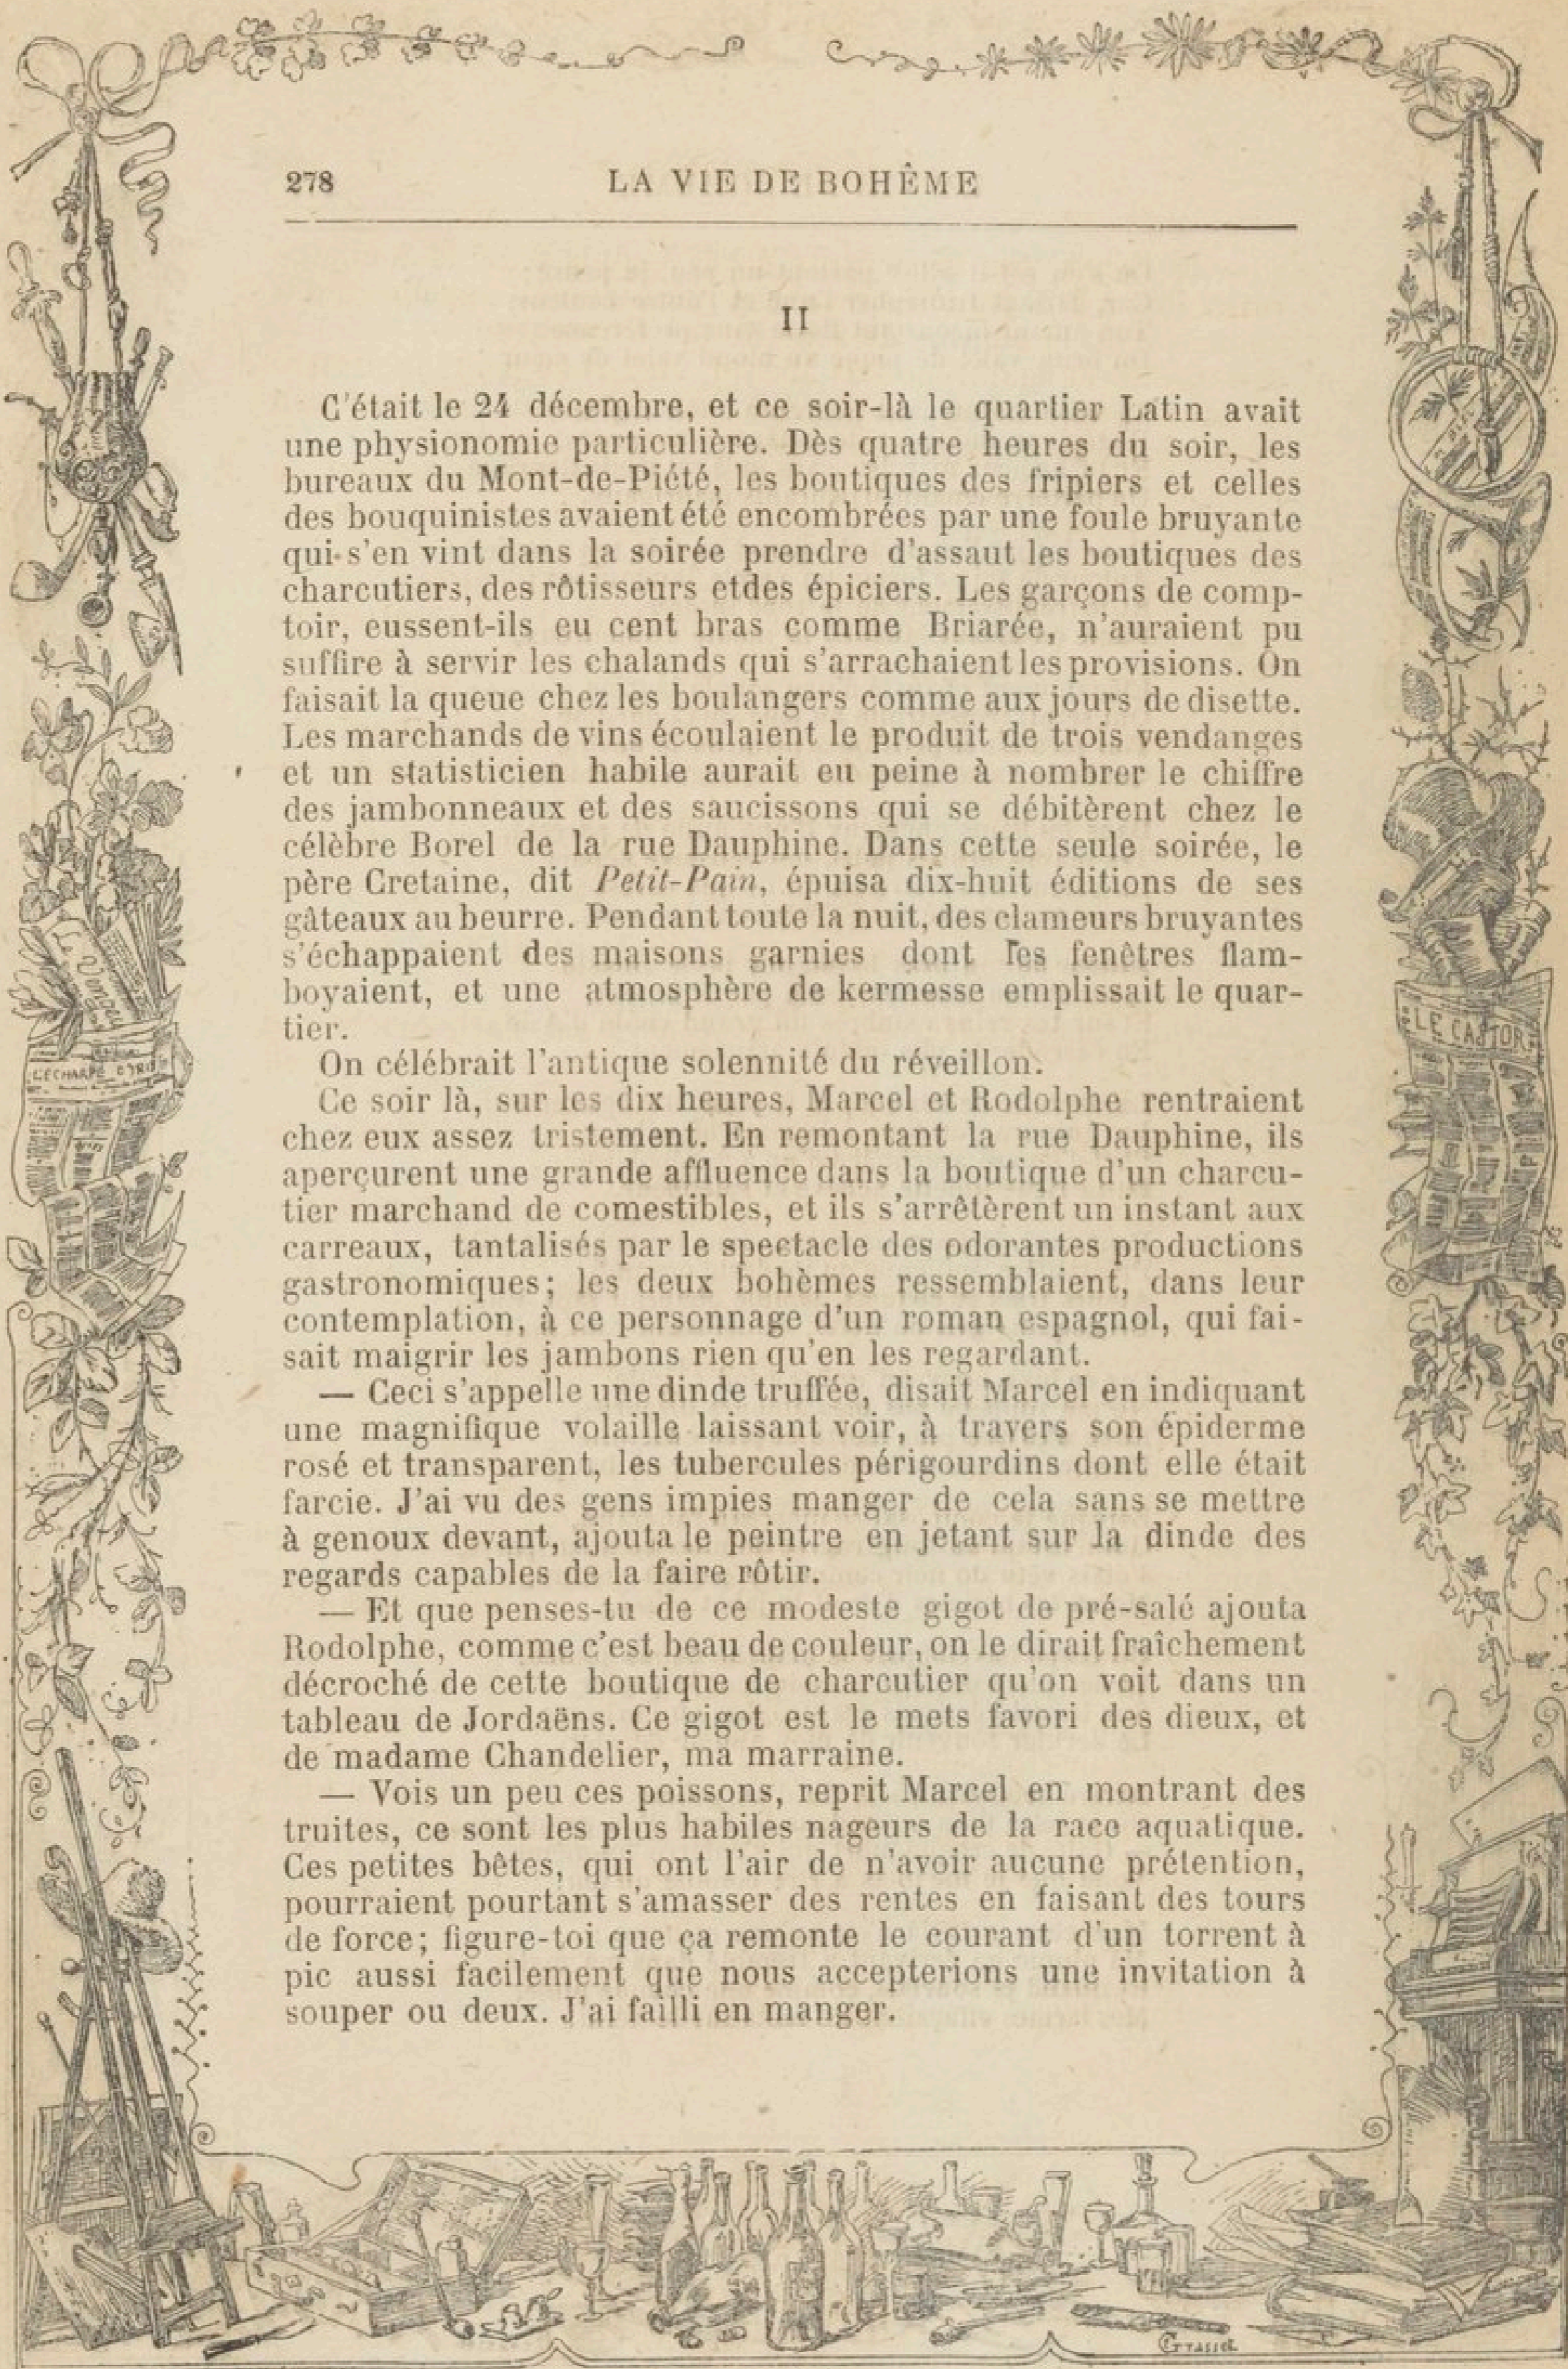 278
LA VIE DE BOHÊME
II
C'était le 24 décembre, et ce soir-là le quartier Latin avait
une physionomie particulière. Dès quatre heures du soir, les
bureaux du Mont-de-Piété, les boutiques des fripiers et celles
des bouquinistes avaient été encombrées par une foule bruyante
qui s'en vint dans la soirée prendre d'assaut les boutiques des
charcutiers, des rôtisseurs etdes épiciers. Les garçons de comp-
toir, eussent-ils eu cent bras comme Briarée, n'auraient pu
suffire à servir les chalands qui s'arrachaient les provisions. On
faisait la queue chez les boulangers comme aux jours de disette.
Les marchands de vins écoulaient le produit de trois vendanges
et un statisticien habile aurait eu peine à nombrer le chiffre
des jambonneaux et des saucissons qui se débitèrent chez le
célèbre Borel de la rue Dauphine. Dans cette seule soirée, le
père Cretaine, dit Petit-Pain, épuisa dix-huit éditions de ses
gâteaux au beurre. Pendant toute la nuit, des clameurs bruyantes
s'échappaient des maisons garnies dont les fenêtres flam-
boyaient, et une atmosphère de kermesse emplissait le quar-
tier.
On célébrait l'antique solennité du réveillon.
Ce soir là, sur les dix heures, Marcel et Rodolphe rentraient
chez eux assez tristement. En remontant la rue Dauphine, ils
aperçurent une grande affluence dans la boutique d'un charcu-
tier marchand de comestibles, et ils s'arrêtèrent un instant aux
carreaux, tantalisés par le spectacle des odorantes productions
gastronomiques; les deux bohèmes ressemblaient, dans leur
contemplation, à ce personnage d'un roman espagnol, qui fai-
sait maigrir les jambons rien qu'en les regardant.
— Ceci s'appelle une dinde truffée, disait Marcel en indiquant
une magnifique volaille laissant voir, à travers son épiderme
rosé et transparent, les tubercules périgourdins dont elle était
farcie. J'ai vu des gens impies manger de cela sans se mettre
à genoux devant, ajouta le peintre en jetant sur la dinde des
regards capables de la faire rôtir.
— Et que penses-tu de ce modeste gigot de pré-salé ajouta
Rodolphe, comme c'est beau de couleur, on le dirait fraîchement
décroché de cette boutique de charcutier qu'on voit dans un
tableau de Jordaëns. Ce gigot est le mets favori des dieux, et
de madame Chandelier, ma marraine.
— Vois un peu ces poissons, reprit Marcel en montrant des
truites, ce sont les plus habiles nageurs de la race aquatique.
Ces petites bêtes, qui ont l'air de n'avoir aucune prétention,
pourraient pourtant s'amasser des rentes en faisant des tours
de force; figure-toi que ça remonte le courant d'un torrent à
pic aussi facilement que nous accepterions une invitation à
souper ou deux. J'ai failli en manger.
L'ECHARPE D'IRIS
LE CASTOR
GRASSET